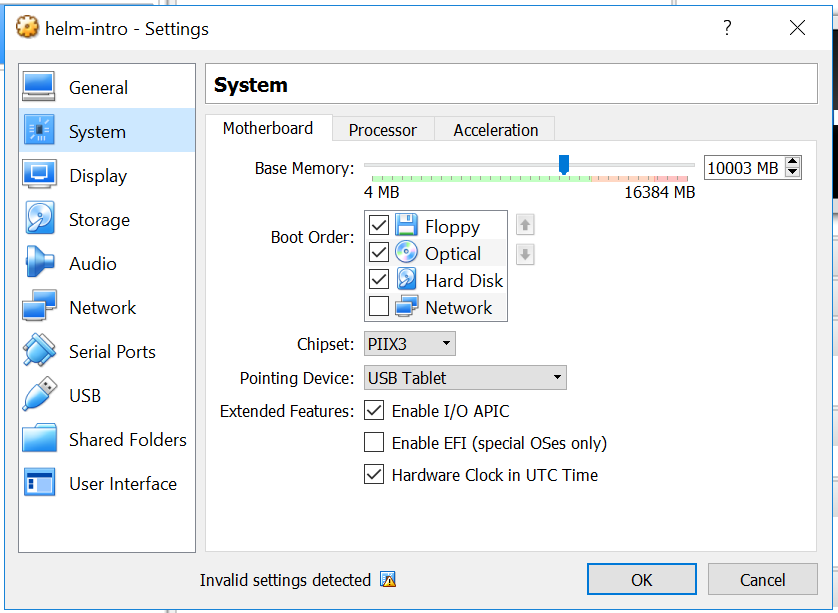 helm-intro - Settings
?
General
System
Display
Storage
Audio
Network
Serial Ports
USB
Shared Folders
User Interface
System
Motherboard Processor Acceleration
Base Memory: 10003 MB
4 MB 16384 MB
Boot Order:
Floppy
Optical
Hard Disk
Network
Chipset: PIIX3
Pointing Device: USB Tablet
Extended Features: Enable I/O APIC
Enable EFI (special OSes only)
Hardware Clock in UTC Time
Invalid settings detected
OK Cancel